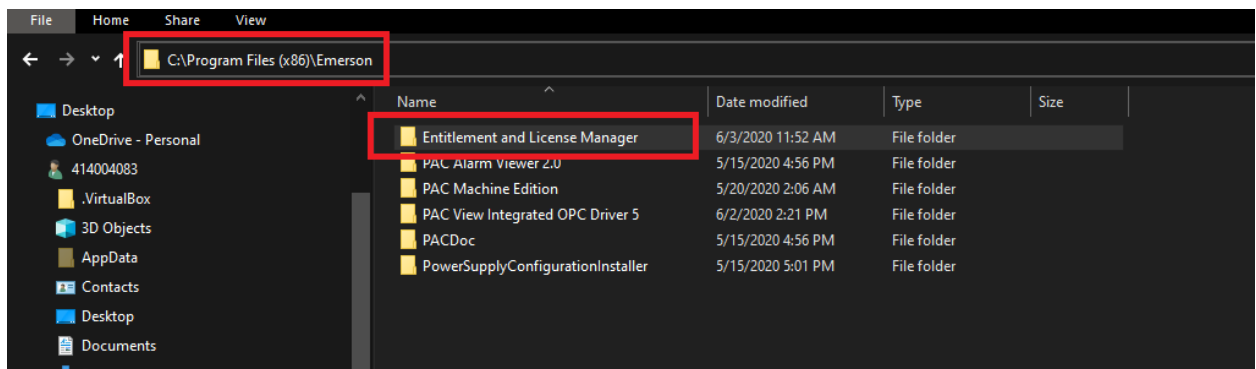 File Home Share View
C:\Program Files (x86)\Emerson
Name Date modified Type Size
Desktop
OneDrive - Personal
414004083
.VirtualBox
3D Objects
AppData
Contacts
Desktop
Documents
Entitlement and License Manager 6/3/2020 11:52 AM File folder
PAC Alarm Viewer 2.0 5/15/2020 4:56 PM File folder
PAC Machine Edition 5/20/2020 2:06 AM File folder
PAC View Integrated OPC Driver 5 6/2/2020 2:21 PM File folder
PACDoc 5/15/2020 4:56 PM File folder
PowerSupplyConfigurationInstaller 5/15/2020 5:01 PM File folder